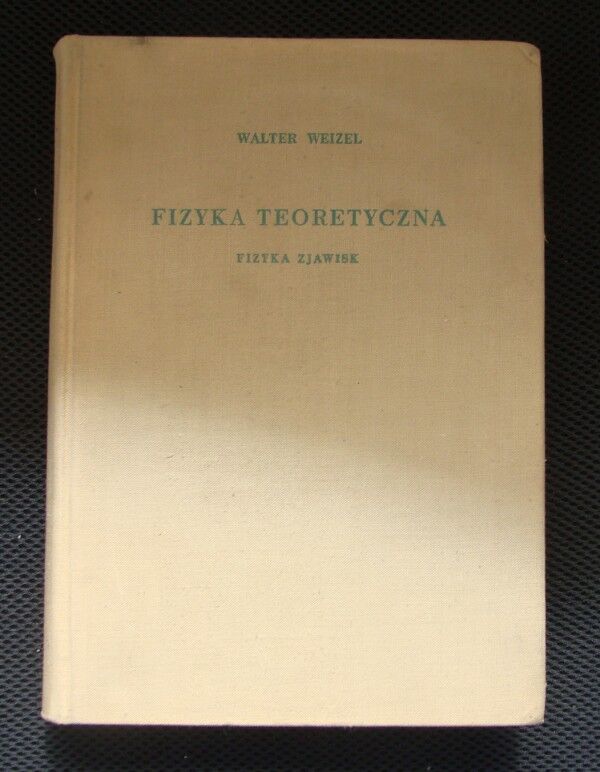 WALTER WEIZEL
FIZYKA TEORETYCZNA
FIZYKA ZJAWISK